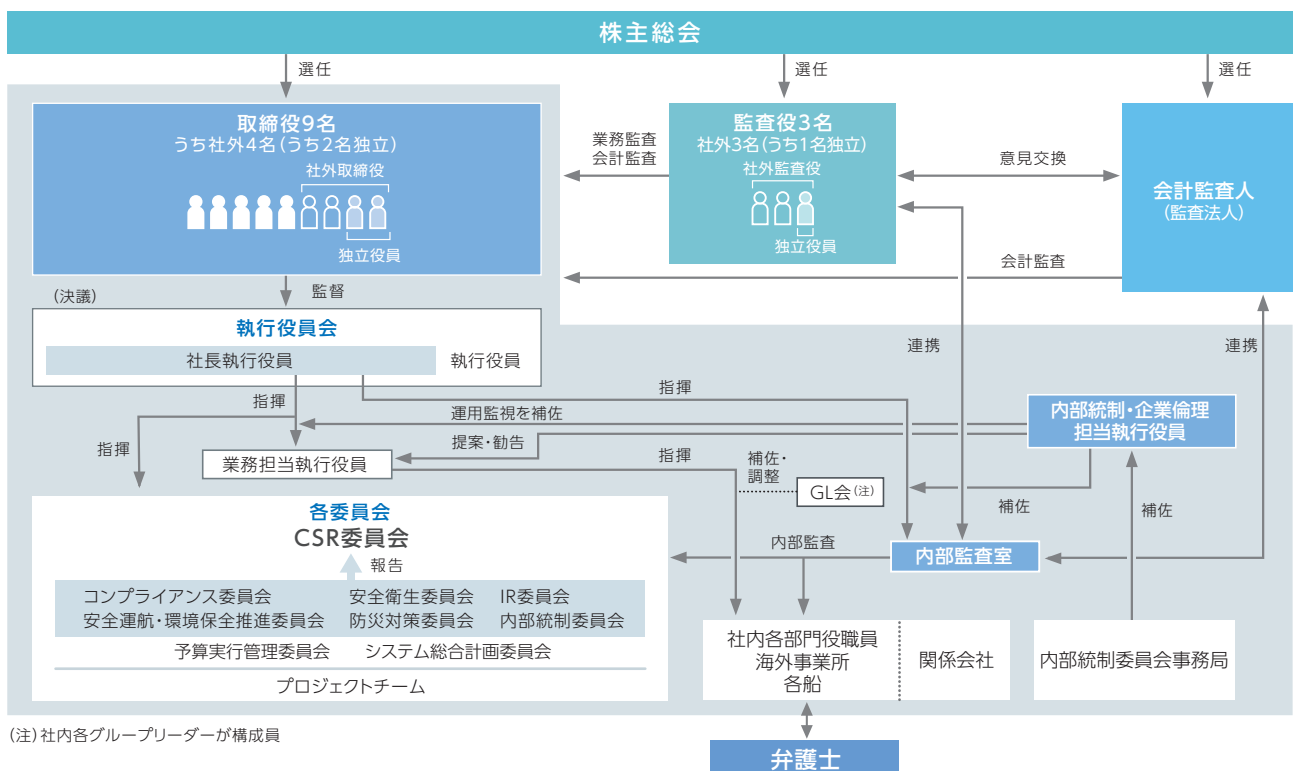 株主総会
選任
選任
選任
取締役9名
うち社外4名(うち2名独立)
社外取締役
独立役員
業務監査
会計監査
監査役3名
社外3名(うち1名独立)
社外監査役
独立役員
意見交換
会計監査人
(監査法人)
会計監査
(決議)
監督
執行役員会
社長執行役員
執行役員
連携
連携
指揮
指揮
指揮
運用監視を補佐
提案・勧告
内部統制・企業倫理
担当執行役員
業務担当執行役員
指揮
補佐・
調整
GL会(注)
補佐
補佐
各委員会
CSR委員会
報告
内部監査
内部監査室
コンプライアンス委員会
安全衛生委員会
IR委員会
安全運航・環境保全推進委員会
防災対策委員会
内部統制委員会
予算実行管理委員会
システム総合計画委員会
プロジェクトチーム
社内各部門役職員
海外事業所
各船
関係会社
内部統制委員会事務局
(注)社内各グループリーダーが構成員
弁護士